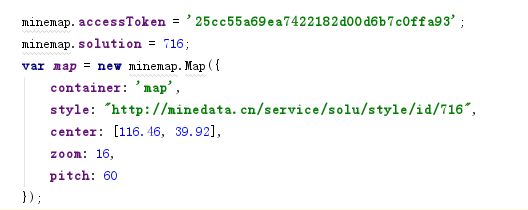 minemap.accessToken = '25cc55a69ea7422182d00d6b7c0ffa93';
minemap.solution = 716;
var map = new minemap.Map({
container: 'map',
style: "http://minedata.cn/service/solu/style/id/716",
center: [116.46, 39.92],
zoom: 16,
pitch: 60
});